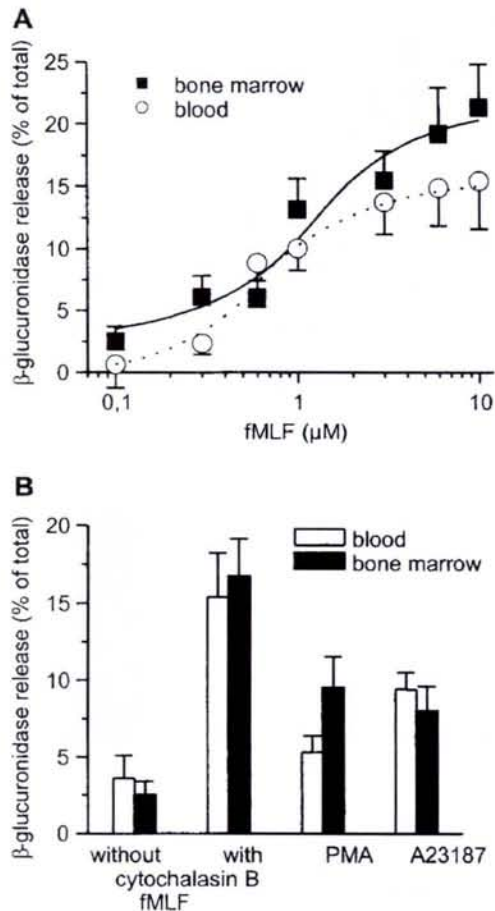 A
β-glucuronidase release (% of total)
25
20
15
10
5
0
bone marrow
blood
0,1
1
10
fMLF (µM)
B
β-glucuronidase release (% of total)
20
15
10
5
0
blood
bone marrow
without
with
PMA
A23187
cytochalasin B
fMLF